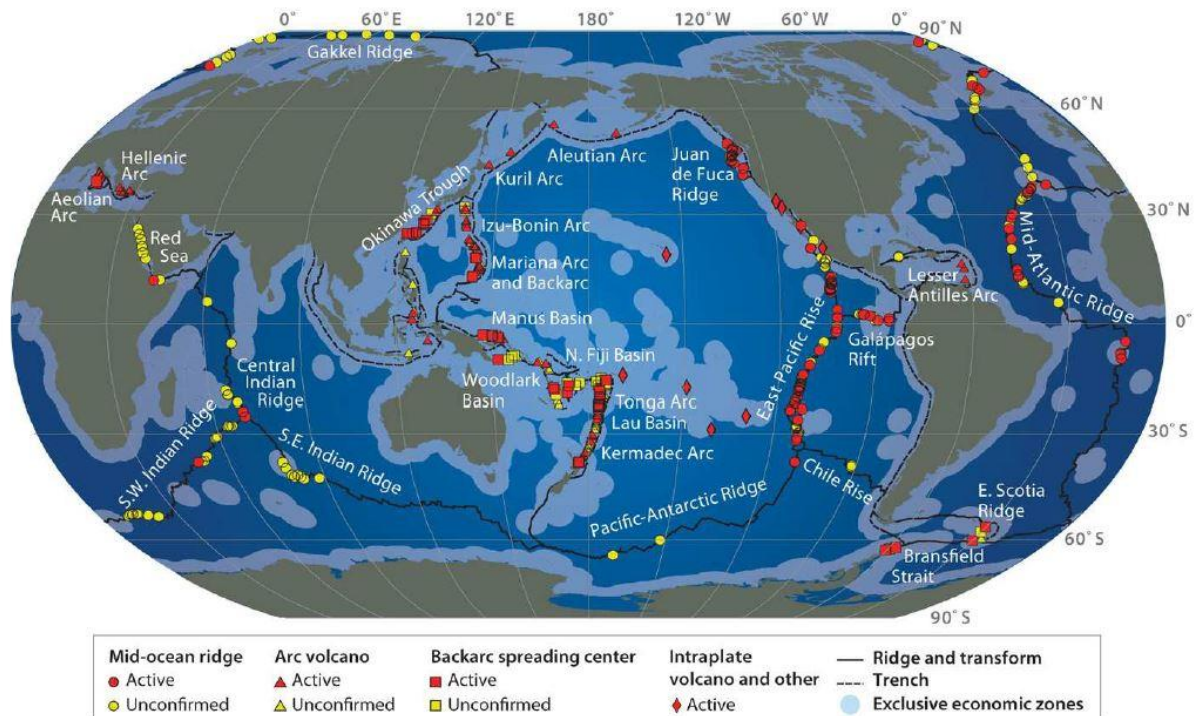 0° 60°E 120°E 180° 120°W 60°W 0° 90°N
Gakkel Ridge
60°N
Aleutian Arc
Juan
de Fuca
Ridge
Kuril Arc
Hellenic
Arc
Aeolian
Arc
Okinawa Trough
30°N
Izu-Bonin Arc
Red
Sea
Mid-Atlantic Ridge
Mariana Arc
and Backarc
Lesser
Antilles Arc
Manus Basin
0°
Galápagos
Rift
East Pacific Rise
N. Fiji Basin
Central
Indian
Ridge
Woodlark
Basin
Tonga Arc
Lau Basin
30°S
Kermadec Arc
S.W. Indian Ridge
S.E. Indian Ridge
Chile Rise
Pacific-Antarctic Ridge
E. Scotia
Ridge
60°S
Bransfield
Strait
90°S
Mid-ocean ridge
Active
Unconfirmed
Arc volcano
Active
Unconfirmed
Backarc spreading center
Active
Unconfirmed
Intraplate
volcano and other
Active
Ridge and transform
Trench
Exclusive economic zones